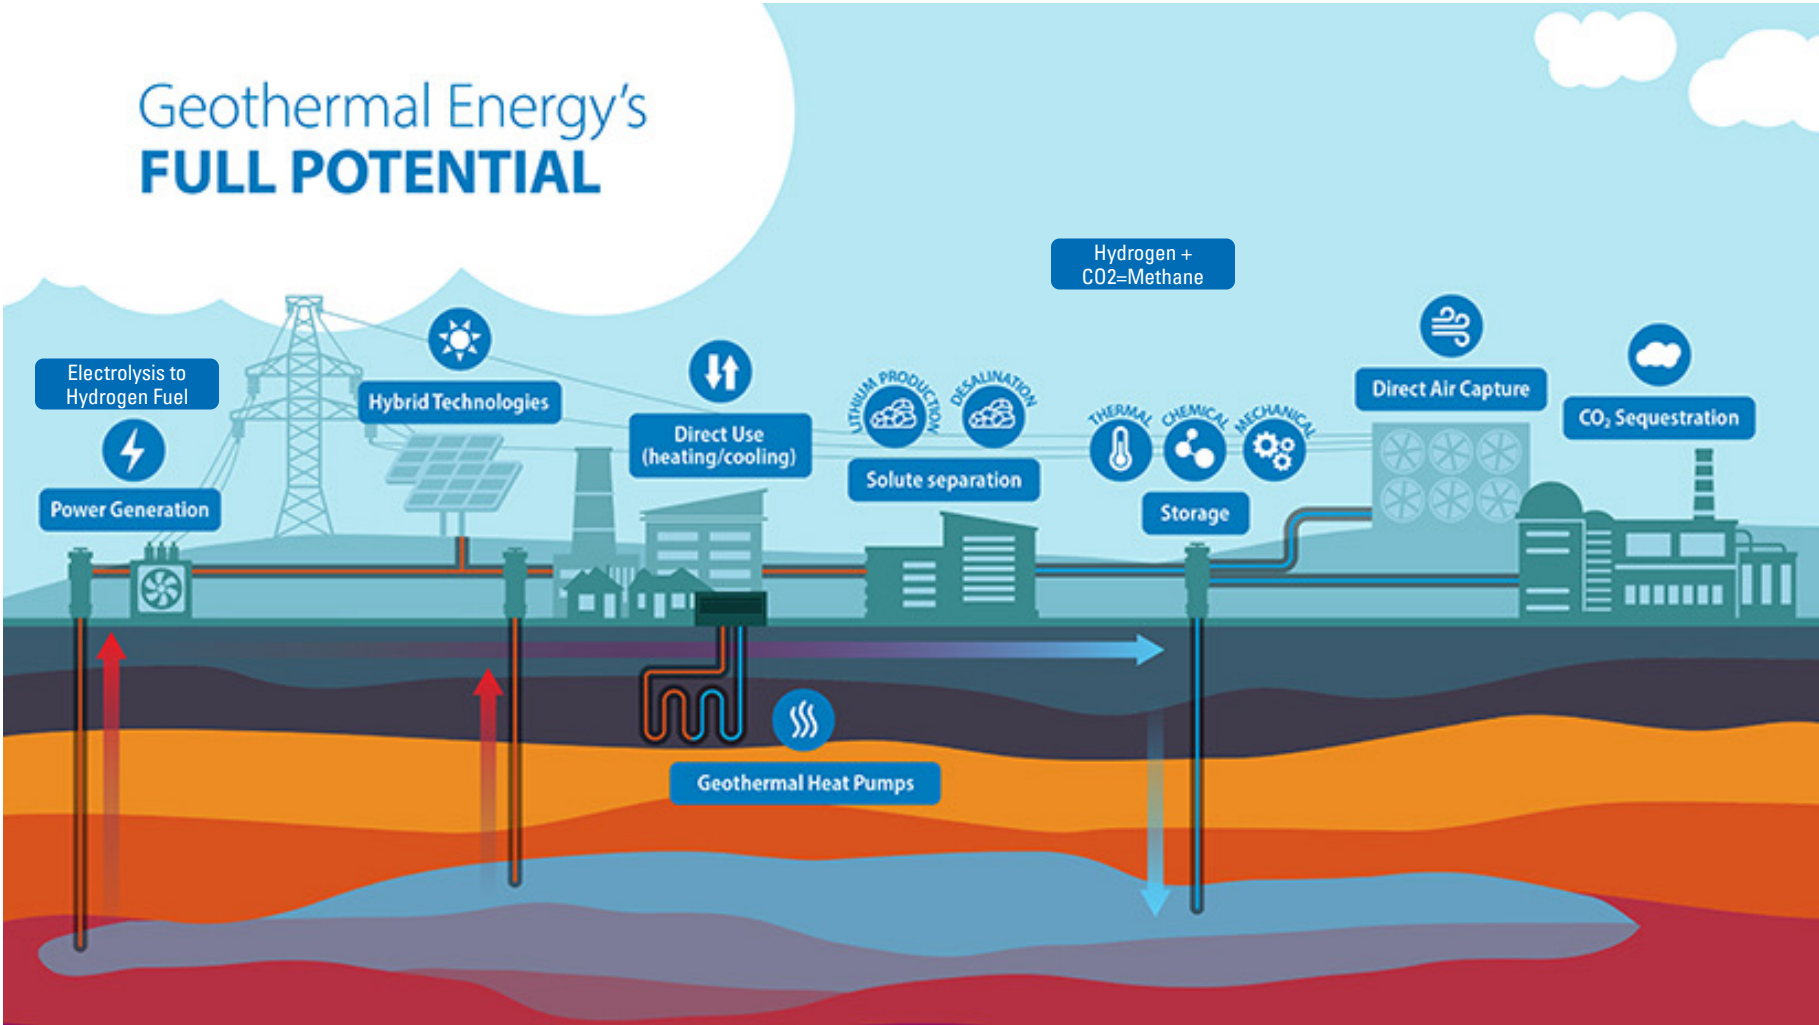 Geothermal Energy's
FULL POTENTIAL
Hydrogen +
CO2=Methane
Electrolysis to
Hydrogen Fuel
Power Generation
Hybrid Technologies
Direct Use
(heating/cooling)
LITHIUM PRODUCTION
DESALINATION
Solute separation
THERMAL
CHEMICAL
MECHANICAL
Storage
Direct Air Capture
CO₂ Sequestration
Geothermal Heat Pumps